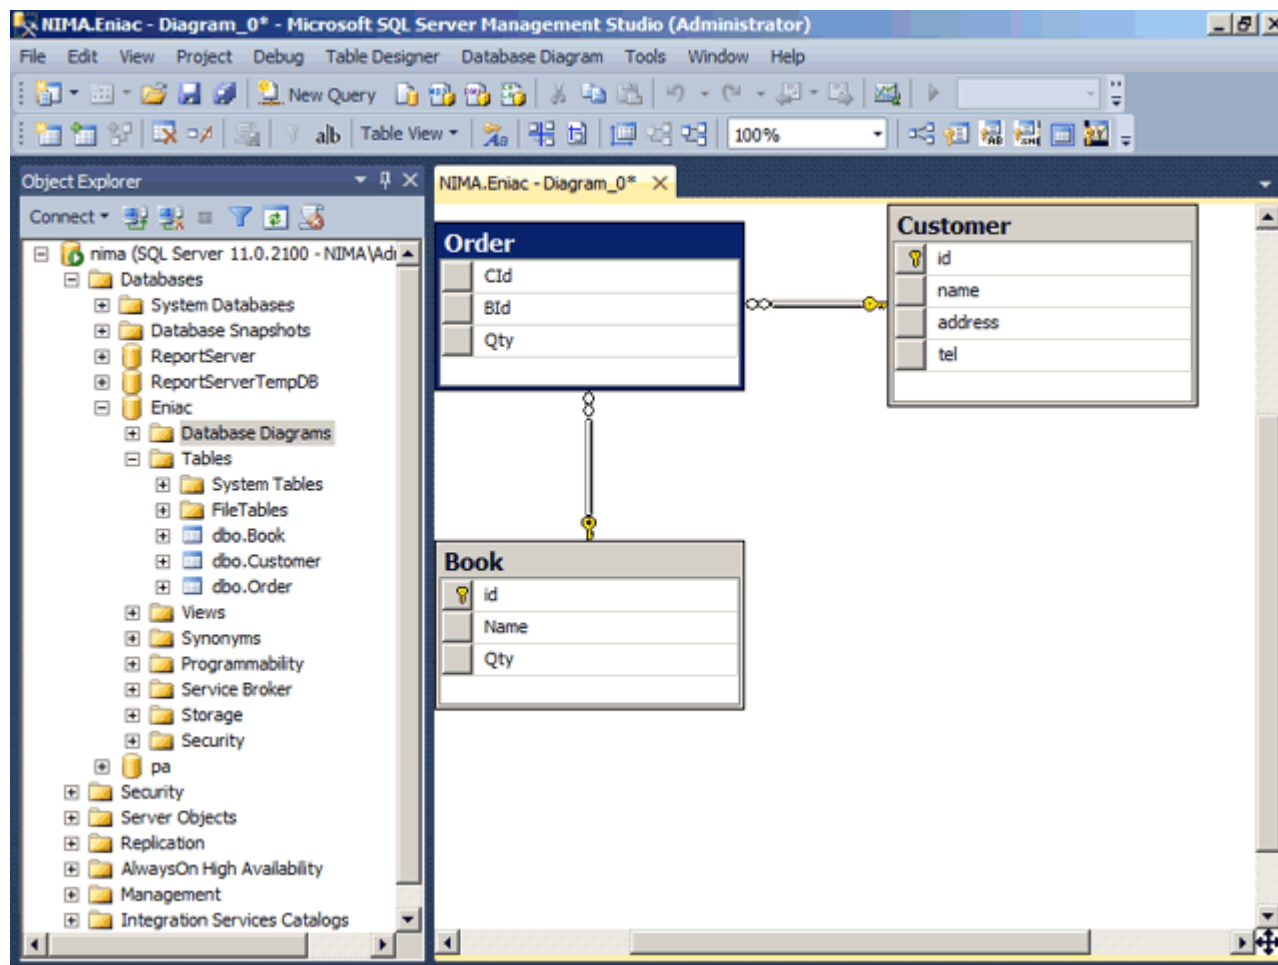 NIMA.Eniac - Diagram_0* - Microsoft SQL Server Management Studio (Administrator)
File Edit View Project Debug Table Designer Database Diagram Tools Window Help
New Query
a|b Table View 100%
Object Explorer
Connect
nima (SQL Server 11.0.2100 - NIMA\Adı
Databases
System Databases
Database Snapshots
ReportServer
ReportServerTempDB
Eniac
Database Diagrams
Tables
System Tables
FileTables
dbo.Book
dbo.Customer
dbo.Order
Views
Synonyms
Programmability
Service Broker
Storage
Security
pa
Security
Server Objects
Replication
AlwaysOn High Availability
Management
Integration Services Catalogs
NIMA.Eniac - Diagram_0*
Order
CId
BId
Qty
Customer
id
name
address
tel
Book
id
Name
Qty